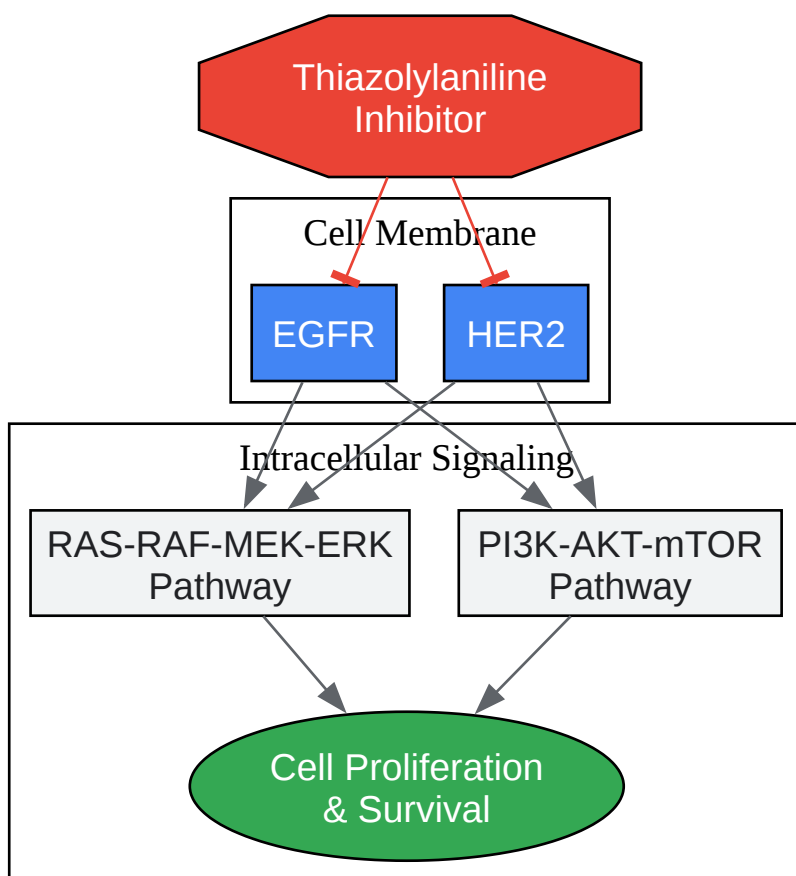 Thiazolylaniline
Inhibitor
Cell Membrane
EGFR
HER2
Intracellular Signaling
RAS-RAF-MEK-ERK
Pathway
PI3K-AKT-mTOR
Pathway
Cell Proliferation
& Survival